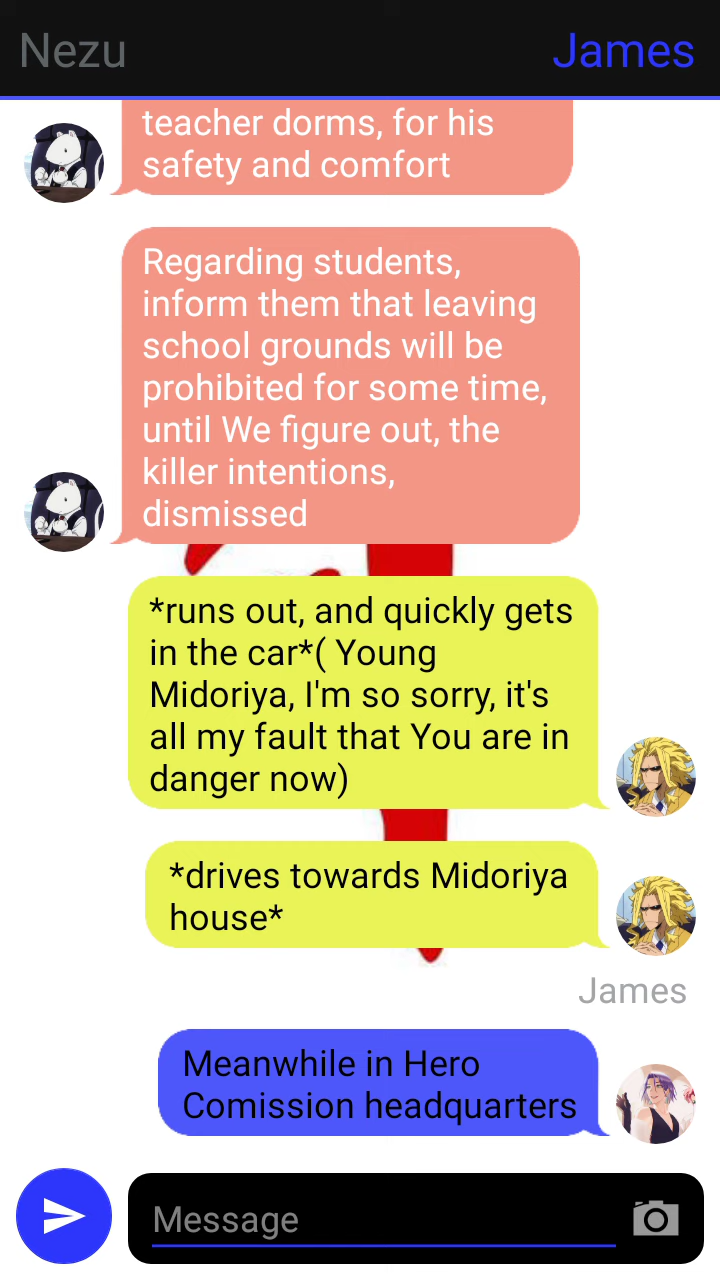 Nezu
James
teacher dorms, for his
safety and comfort
Regarding students,
inform them that leaving
school grounds will be
prohibited for some time,
until We figure out, the
killer intentions,
dismissed
*runs out, and quickly gets
in the car*( Young
Midoriya, I'm so sorry, it's
all my fault that You are in
danger now)
*drives towards Midoriya
house*
James
Meanwhile in Hero
Comission headquarters
Message